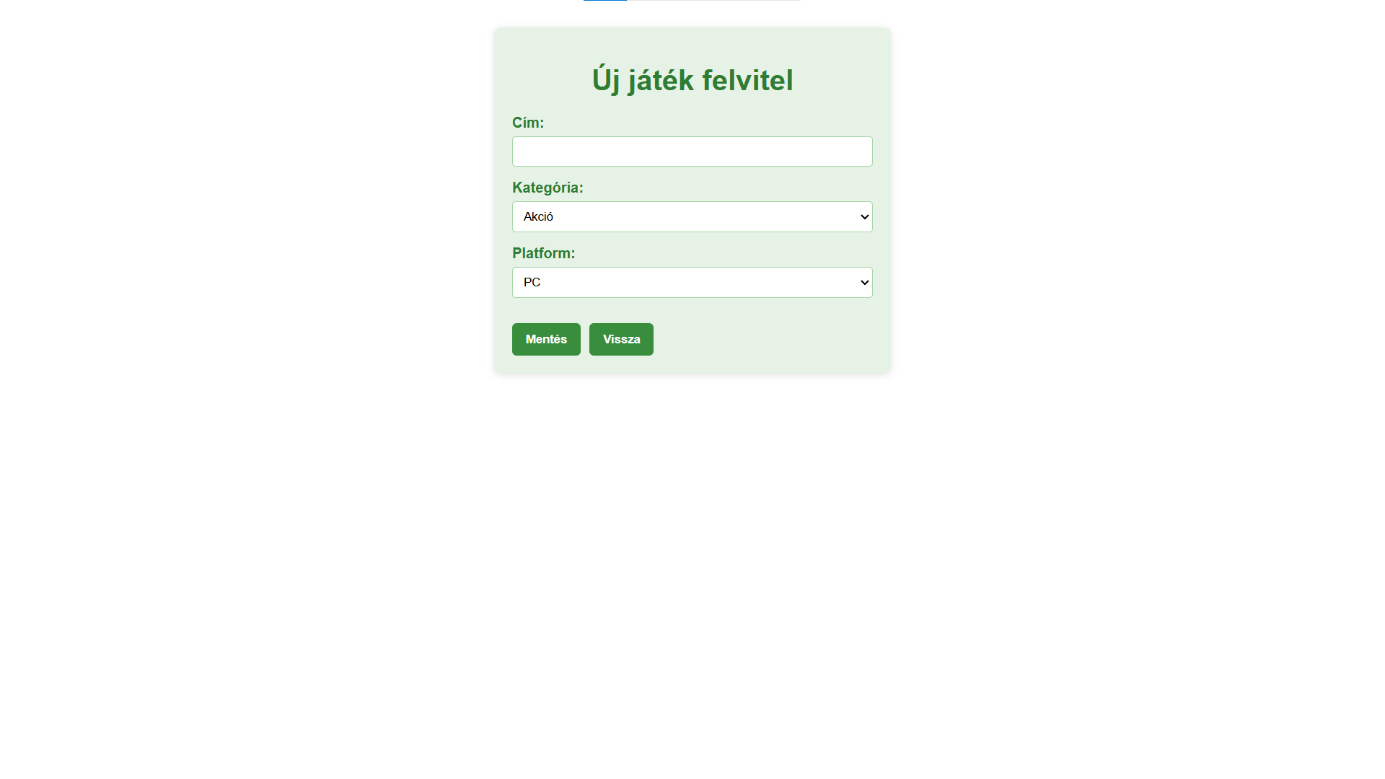 Új játék felvitel
Cím:
Kategória:
Akció
Platform:
PC
Mentés Vissza